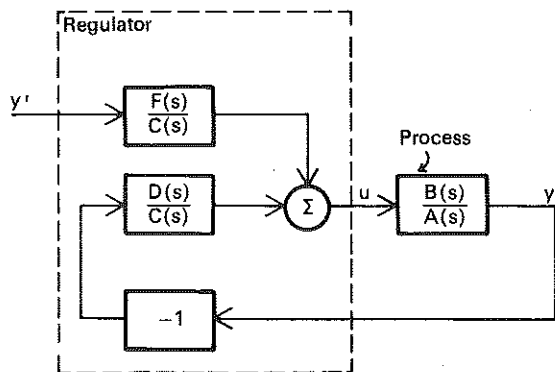 Regulator
y'
F(s)
C(s)
Process
D(s)
C(s)
Σ
u
B(s)
A(s)
y
-1